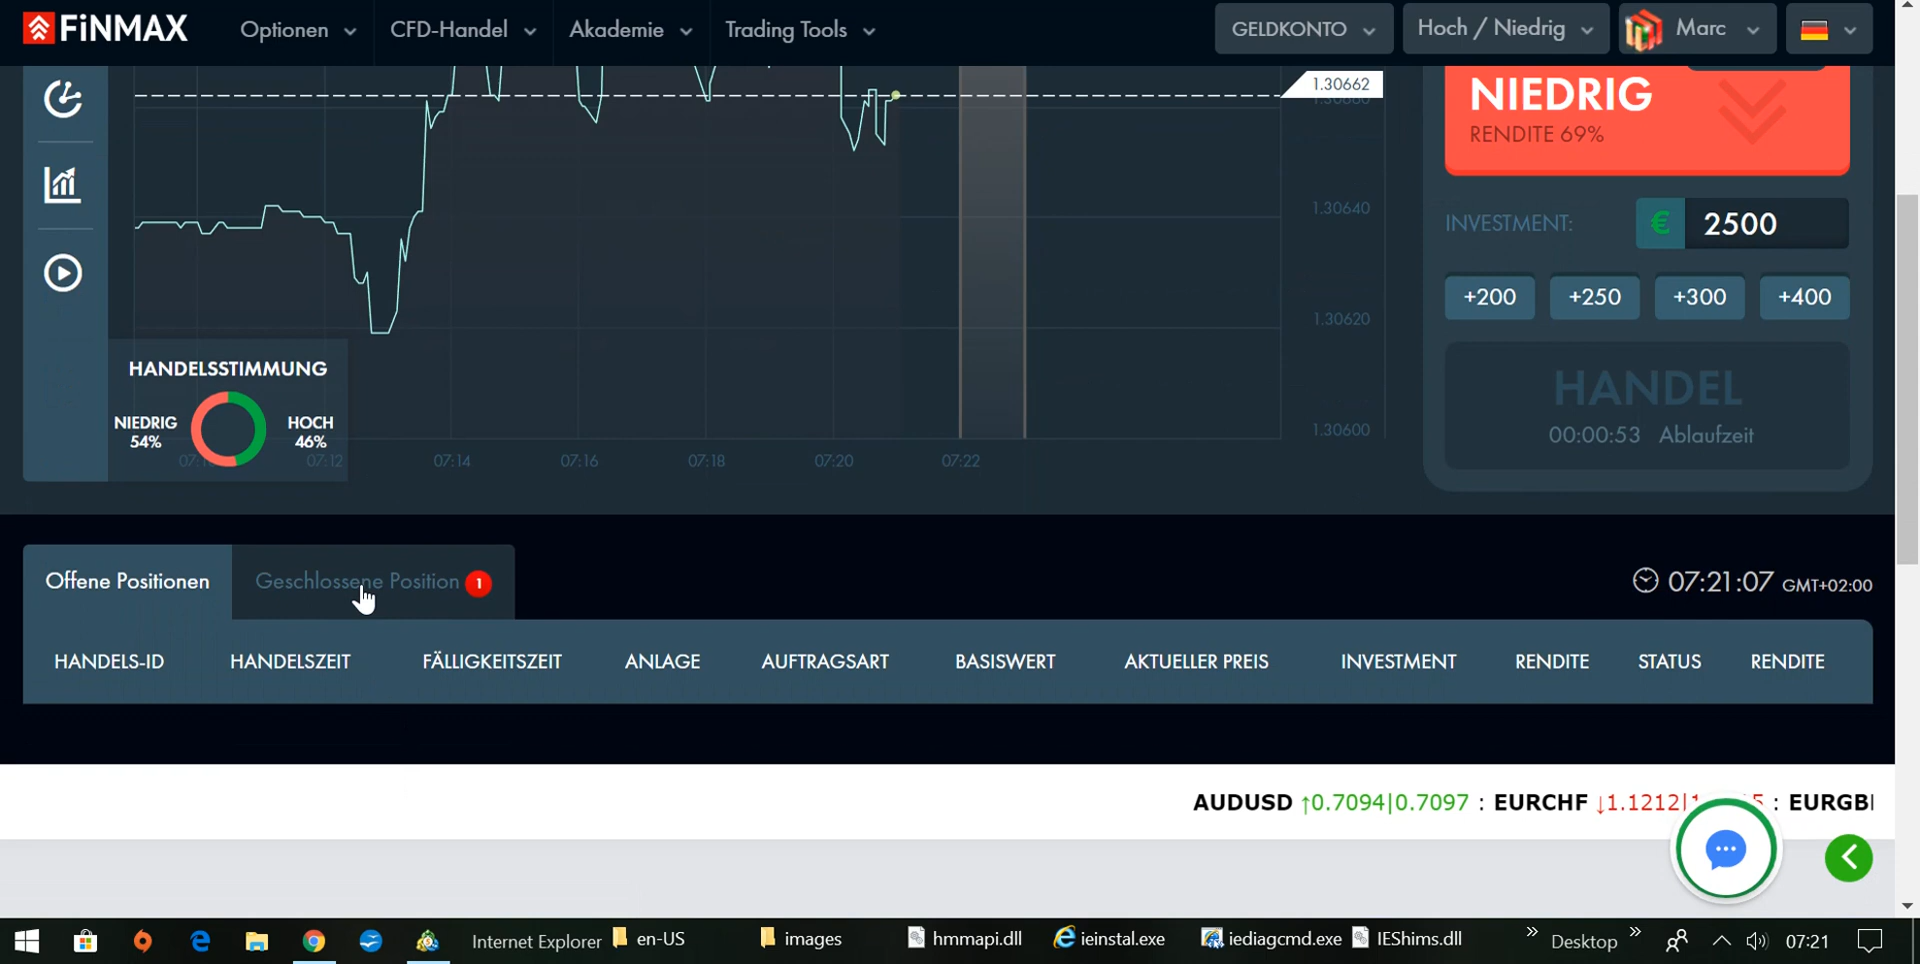 FiNMAX
Optionen
CFD-Handel
Akademie
Trading Tools
GELDKONTO
Hoch / Niedrig
Marc
1.30662
1.30660
1.30640
1.30620
1.30600
HANDELSSTIMMUNG
NIEDRIG
54%
HOCH
46%
07:12
07:14
07:16
07:18
07:20
07:22
NIEDRIG
RENDITE 69%
INVESTMENT:
€
2500
+200
+250
+300
+400
HANDEL
00:00:53 Ablaufzeit
Offene Positionen
Geschlossene Position
1
07:21:07 GMT+02:00
HANDELS-ID
HANDELSZEIT
FÄLLIGKEITSZEIT
ANLAGE
AUFTRAGSART
BASISWERT
AKTUELLER PREIS
INVESTMENT
RENDITE
STATUS
RENDITE
AUDUSD ↑0.7094|0.7097 : EURCHF ↓1.1212| : EURGB
Internet Explorer
en-US
images
hmmapi.dll
ieinstal.exe
iediagcmd.exe
IEShims.dll
»
Desktop
»
07:21